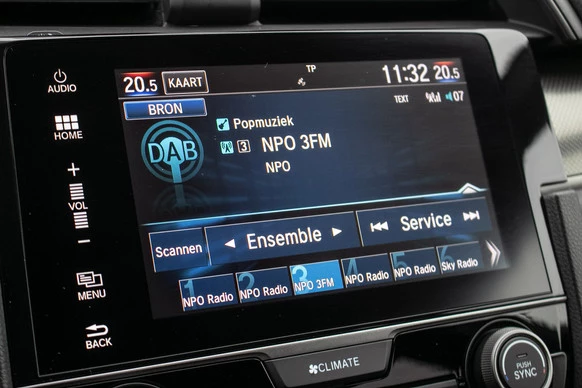 AUDIO
HOME
VOL
MENU
BACK
20.5 KAART TP 11:32 20.5
BRON TEXT 07
DAB
Popmuziek
3 NPO 3FM
NPO
Scannen Ensemble Service
1 NPO Radio 2 NPO Radio 3 NPO 3FM 4 NPO Radio 5 NPO Radio 6 Sky Radio
CLIMATE
PUSH
SYNC